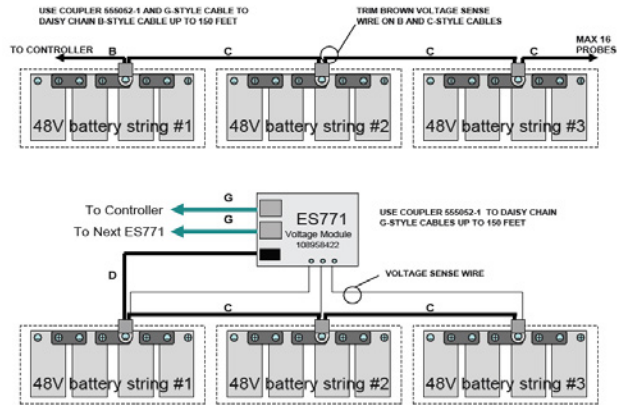 USE COUPLER 555052-1 AND G-STYLE CABLE TO
DAISY CHAIN B-STYLE CABLE UP TO 150 FEET
TRIM BROWN VOLTAGE SENSE
WIRE ON B AND C-STYLE CABLES
TO CONTROLLER
B
C
C
C
MAX 16
PROBES
48V battery string #1
48V battery string #2
48V battery string #3
To Controller
G
To Next ES771
G
ES771
Voltage Module
108958422
USE COUPLER 555052-1 TO DAISY CHAIN
G-STYLE CABLES UP TO 150 FEET
D
VOLTAGE SENSE WIRE
C
C
48V battery string #1
48V battery string #2
48V battery string #3